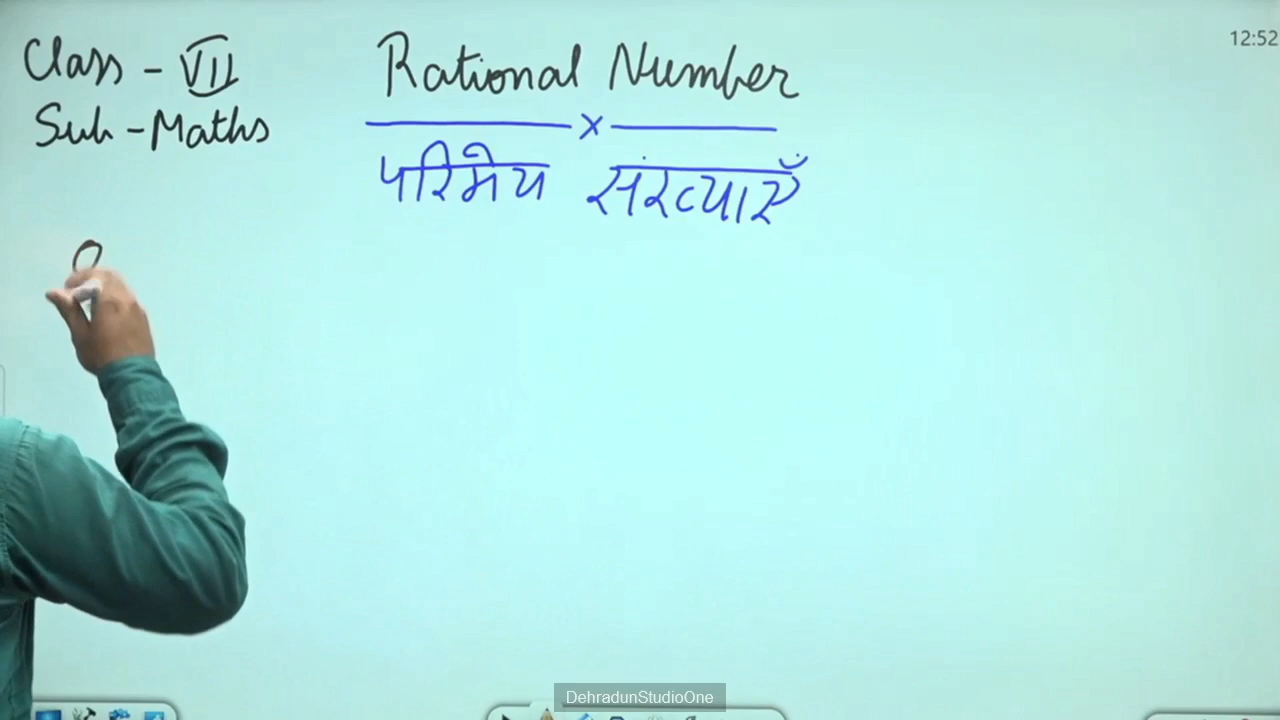 Class - VII
Rational Number
12:52
Sub - Maths
x
परिमेय संख्याएँ
DehradunStudioOne